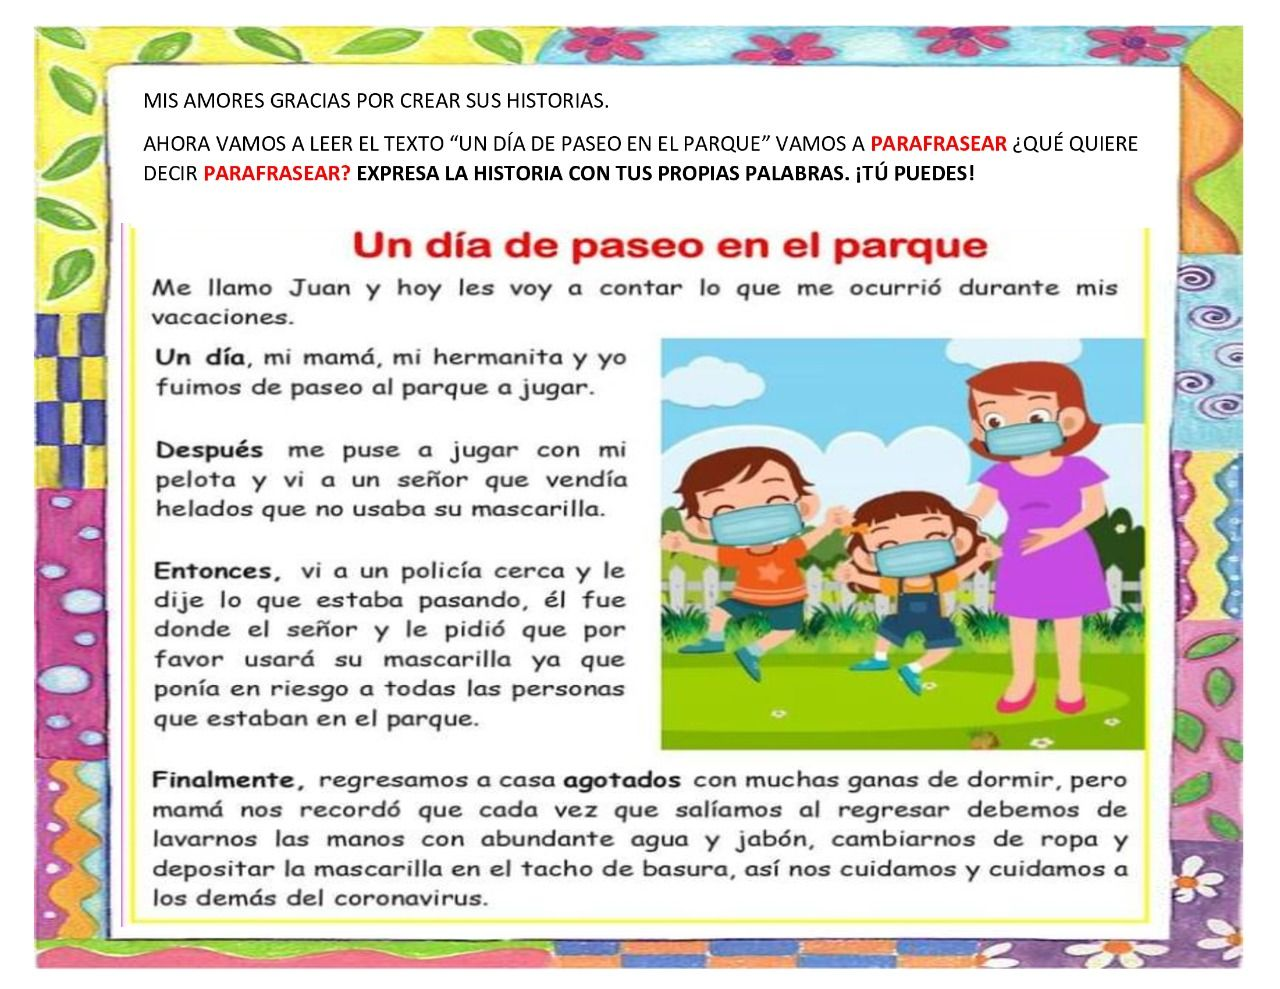 MIS AMORES GRACIAS POR CREAR SUS HISTORIAS.
AHORA VAMOS A LEER EL TEXTO “UN DÍA DE PASEO EN EL PARQUE” VAMOS A PARAFRASEAR ¿QUÉ QUIERE
DECIR PARAFRASEAR? EXPRESA LA HISTORIA CON TUS PROPIAS PALABRAS. ¡TÚ PUEDES!
Un día de paseo en el parque
Me llamo Juan y hoy les voy a contar lo que me ocurrió durante mis
vacaciones.
Un día, mi mamá, mi hermanita y yo
fuimos de paseo al parque a jugar.
Después me puse a jugar con mi
pelota y vi a un señor que vendía
helados que no usaba su mascarilla.
Entonces, vi a un policía cerca y le
dije lo que estaba pasando, él fue
donde el señor y le pidió que por
favor usará su mascarilla ya que
ponía en riesgo a todas las personas
que estaban en el parque.
Finalmente, regresamos a casa agotados con muchas ganas de dormir, pero
mamá nos recordó que cada vez que salíamos al regresar debemos de
lavarnos las manos con abundante agua y jabón, cambiarnos de ropa y
depositar la mascarilla en el tacho de basura, así nos cuidamos y cuidamos a
los demás del coronavirus.